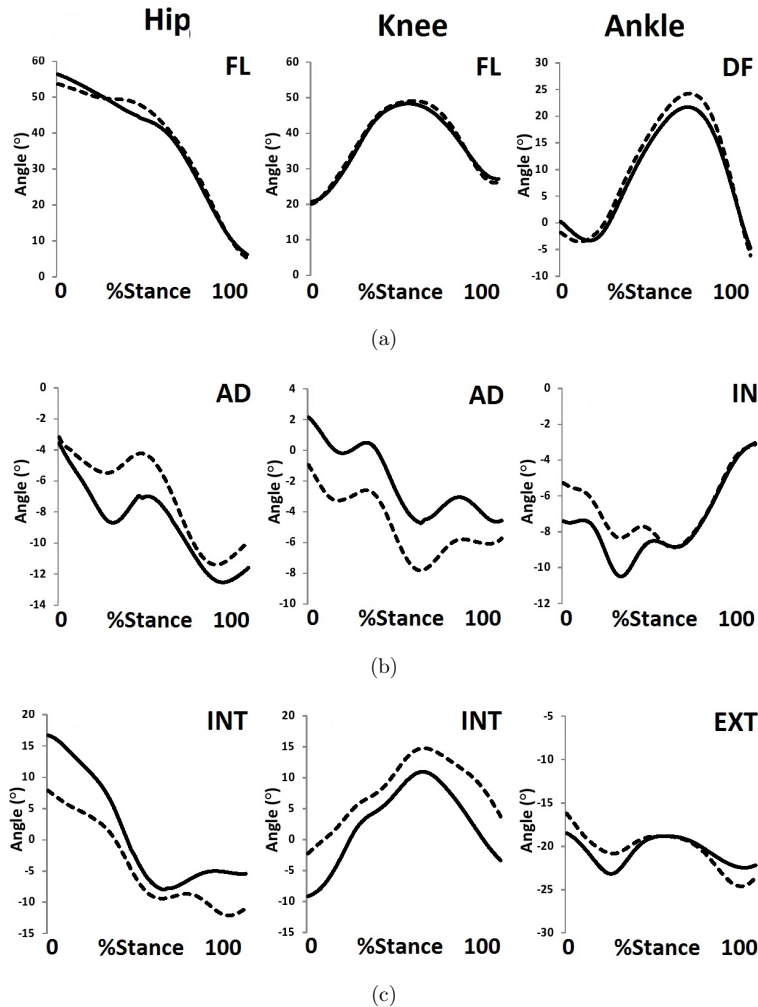 Hip Knee Ankle
FL FL DF
60 60 30
50 50 25
40 40 20
30 30 15
20 20 10
10 10 5
0 0 0
-5
-10
Angle (°) Angle (°) Angle (°)
0 %Stance 100 0 %Stance 100 0 %Stance 100
(a)
AD AD IN
0 4 0
-2 2 -2
-4 0 -4
-6 -2 -6
-8 -4 -8
-10 -6 -10
-12 -8 -12
-14 -10
Angle (°) Angle (°) Angle (°)
0 %Stance 100 0 %Stance 100 0 %Stance 100
(b)
INT INT EXT
20 20 -5
15 15 -10
10 10 -15
5 5 -20
0 0 -25
-5 -5 -30
-10 -10
-15 -15
Angle (°) Angle (°) Angle (°)
0 %Stance 100 0 %Stance 100 0 %Stance 100
(c)